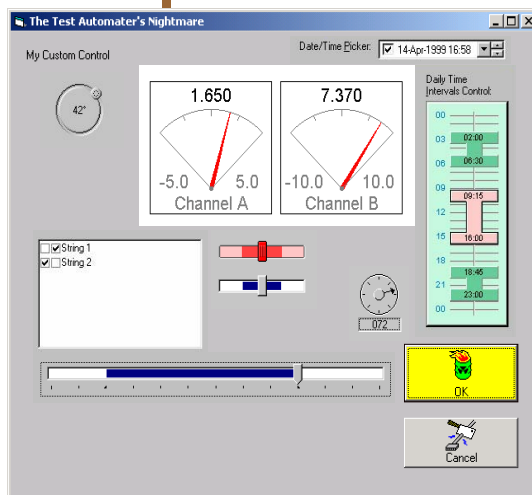 The Test Automater's Nightmare
Date/Time Picker: 14-Apr-1999 16:58
My Custom Control
Daily Time
Intervals Control:
42°
1.650
7.370
-5.0 5.0
-10.0 10.0
Channel A
Channel B
00
03
02:00
06
06:30
09
09:15
12
15
16:00
18
18:45
21
23:00
00
String 1
String 2
072
OK
Cancel